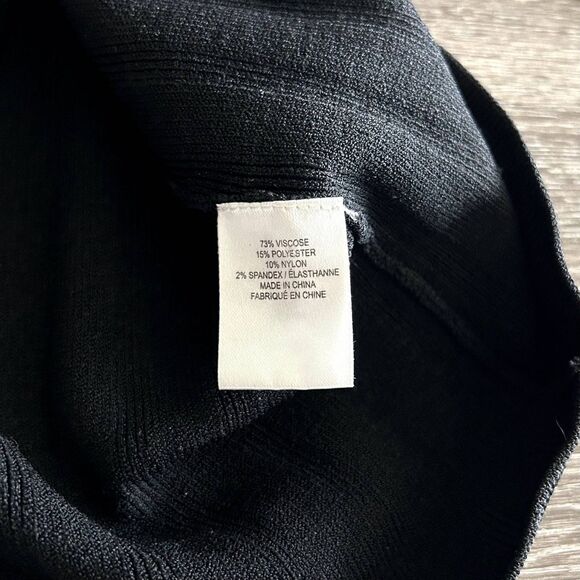 73% VISCOSE
15% POLYESTER
10% NYLON
2% SPANDEX / ÉLASTHANNE
MADE IN CHINA
FABRIQUÉ EN CHINE